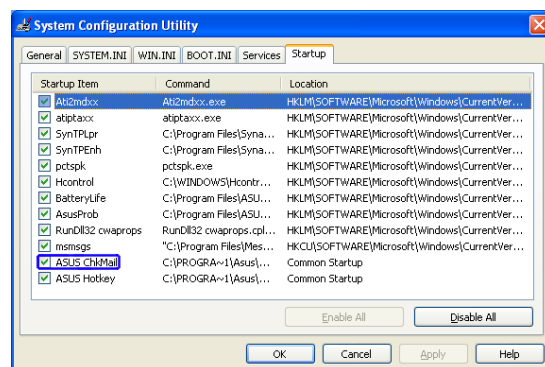 System Configuration Utility
General SYSTEM.INI WIN.INI BOOT.INI Services Startup
Startup Item Command Location
Ati2mdxx Ati2mdxx.exe HKLM\SOFTWARE\Microsoft\Windows\CurrentVer...
atiptaxx atiptaxx.exe HKLM\SOFTWARE\Microsoft\Windows\CurrentVer...
SynTPLpr C:\Program Files\Syna... HKLM\SOFTWARE\Microsoft\Windows\CurrentVer...
SynTPEnh C:\Program Files\Syna... HKLM\SOFTWARE\Microsoft\Windows\CurrentVer...
pctspk pctspk.exe HKLM\SOFTWARE\Microsoft\Windows\CurrentVer...
Hcontrol C:\WINDOWS\Hcontr... HKLM\SOFTWARE\Microsoft\Windows\CurrentVer...
BatteryLife C:\Program Files\ASU... HKLM\SOFTWARE\Microsoft\Windows\CurrentVer...
AsusProb C:\Program Files\ASU... HKLM\SOFTWARE\Microsoft\Windows\CurrentVer...
RunDll32 cwaprops RunDll32 cwaprops.cpl... HKLM\SOFTWARE\Microsoft\Windows\CurrentVer...
msmsgs "C:\Program Files\Mes... HKCU\SOFTWARE\Microsoft\Windows\CurrentVer...
ASUS ChkMail C:\PROGRA~1\Asus\... Common Startup
ASUS Hotkey C:\PROGRA~1\ASUS\... Common Startup
Enable All Disable All
OK Cancel Apply Help